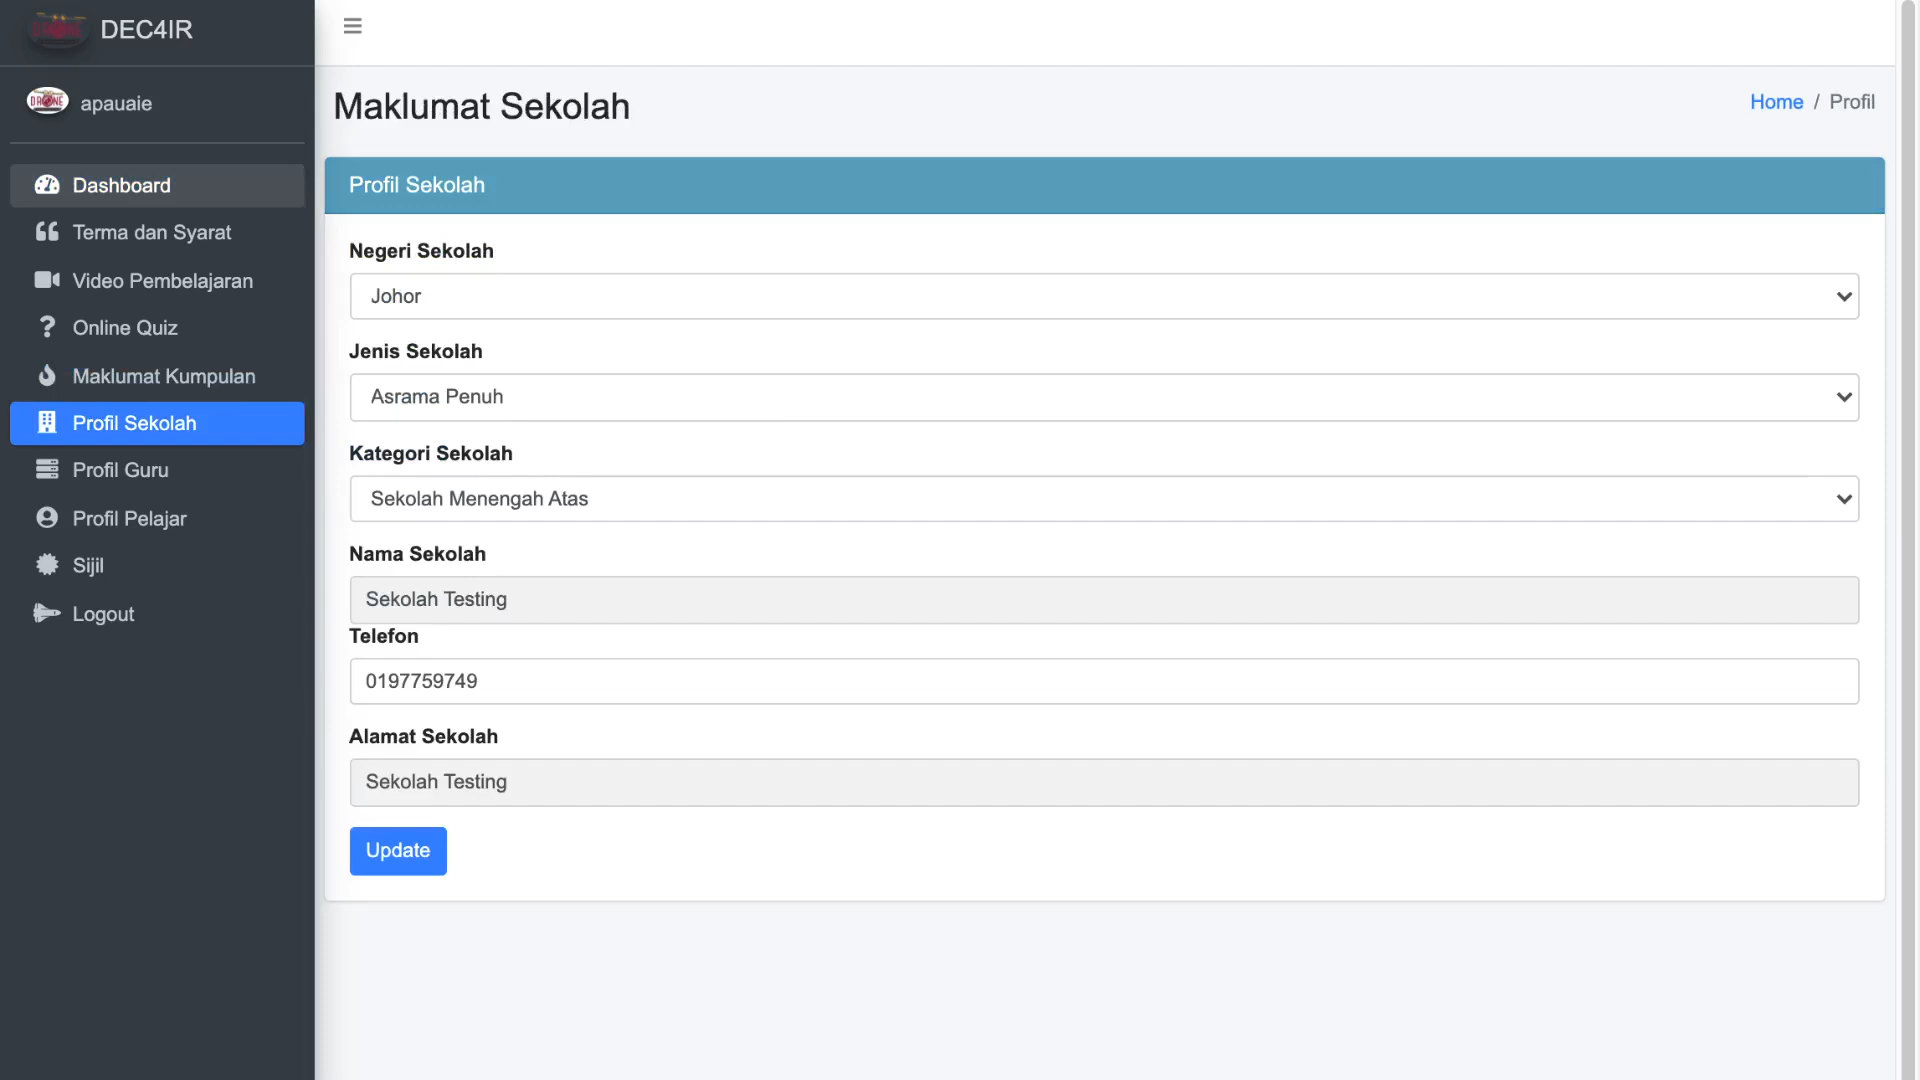 DEC4IR
DRONE
apauaie
Dashboard
Terma dan Syarat
Video Pembelajaran
Online Quiz
Maklumat Kumpulan
Profil Sekolah
Profil Guru
Profil Pelajar
Sijil
Logout
Maklumat Sekolah
Home / Profil
Profil Sekolah
Negeri Sekolah
Johor
Jenis Sekolah
Asrama Penuh
Kategori Sekolah
Sekolah Menengah Atas
Nama Sekolah
Sekolah Testing
Telefon
0197759749
Alamat Sekolah
Sekolah Testing
Update